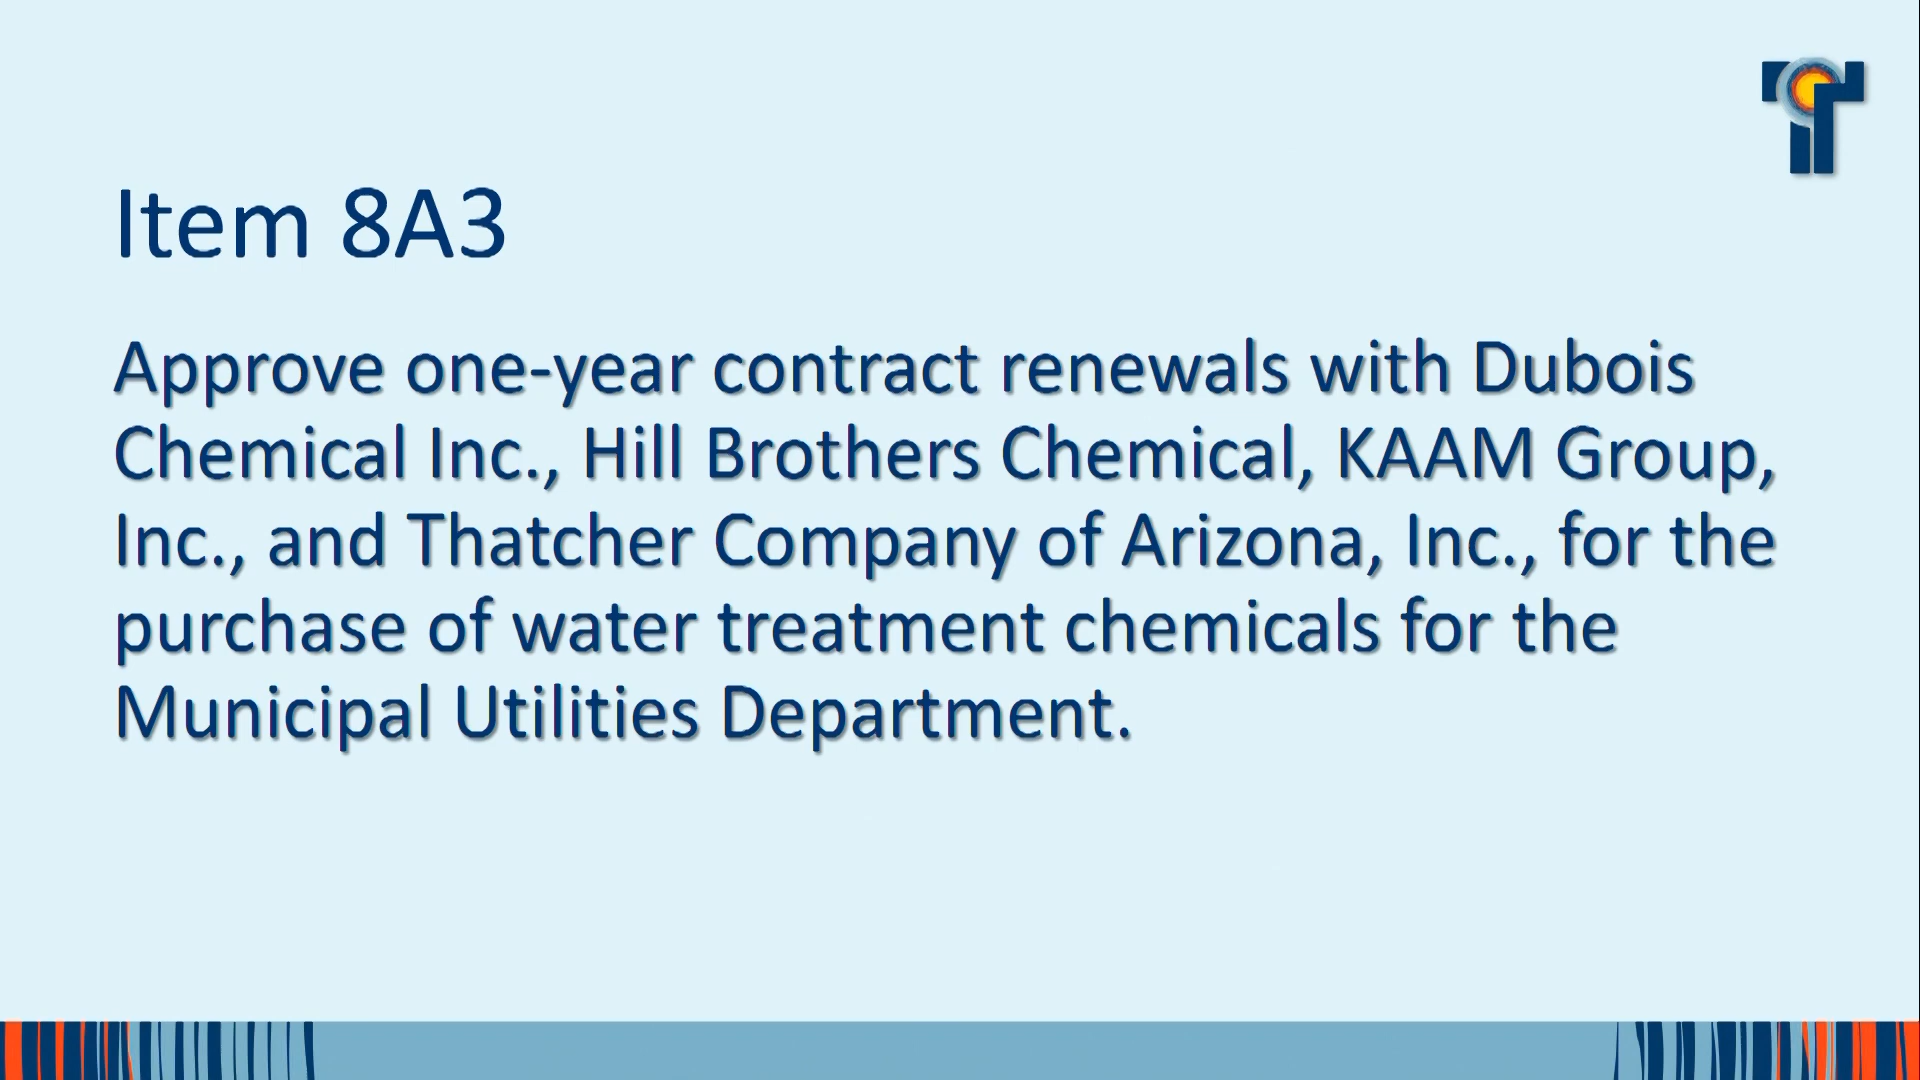 Item 8A3
Approve one-year contract renewals with Dubois
Chemical Inc., Hill Brothers Chemical, KAAM Group,
Inc., and Thatcher Company of Arizona, Inc., for the
purchase of water treatment chemicals for the
Municipal Utilities Department.